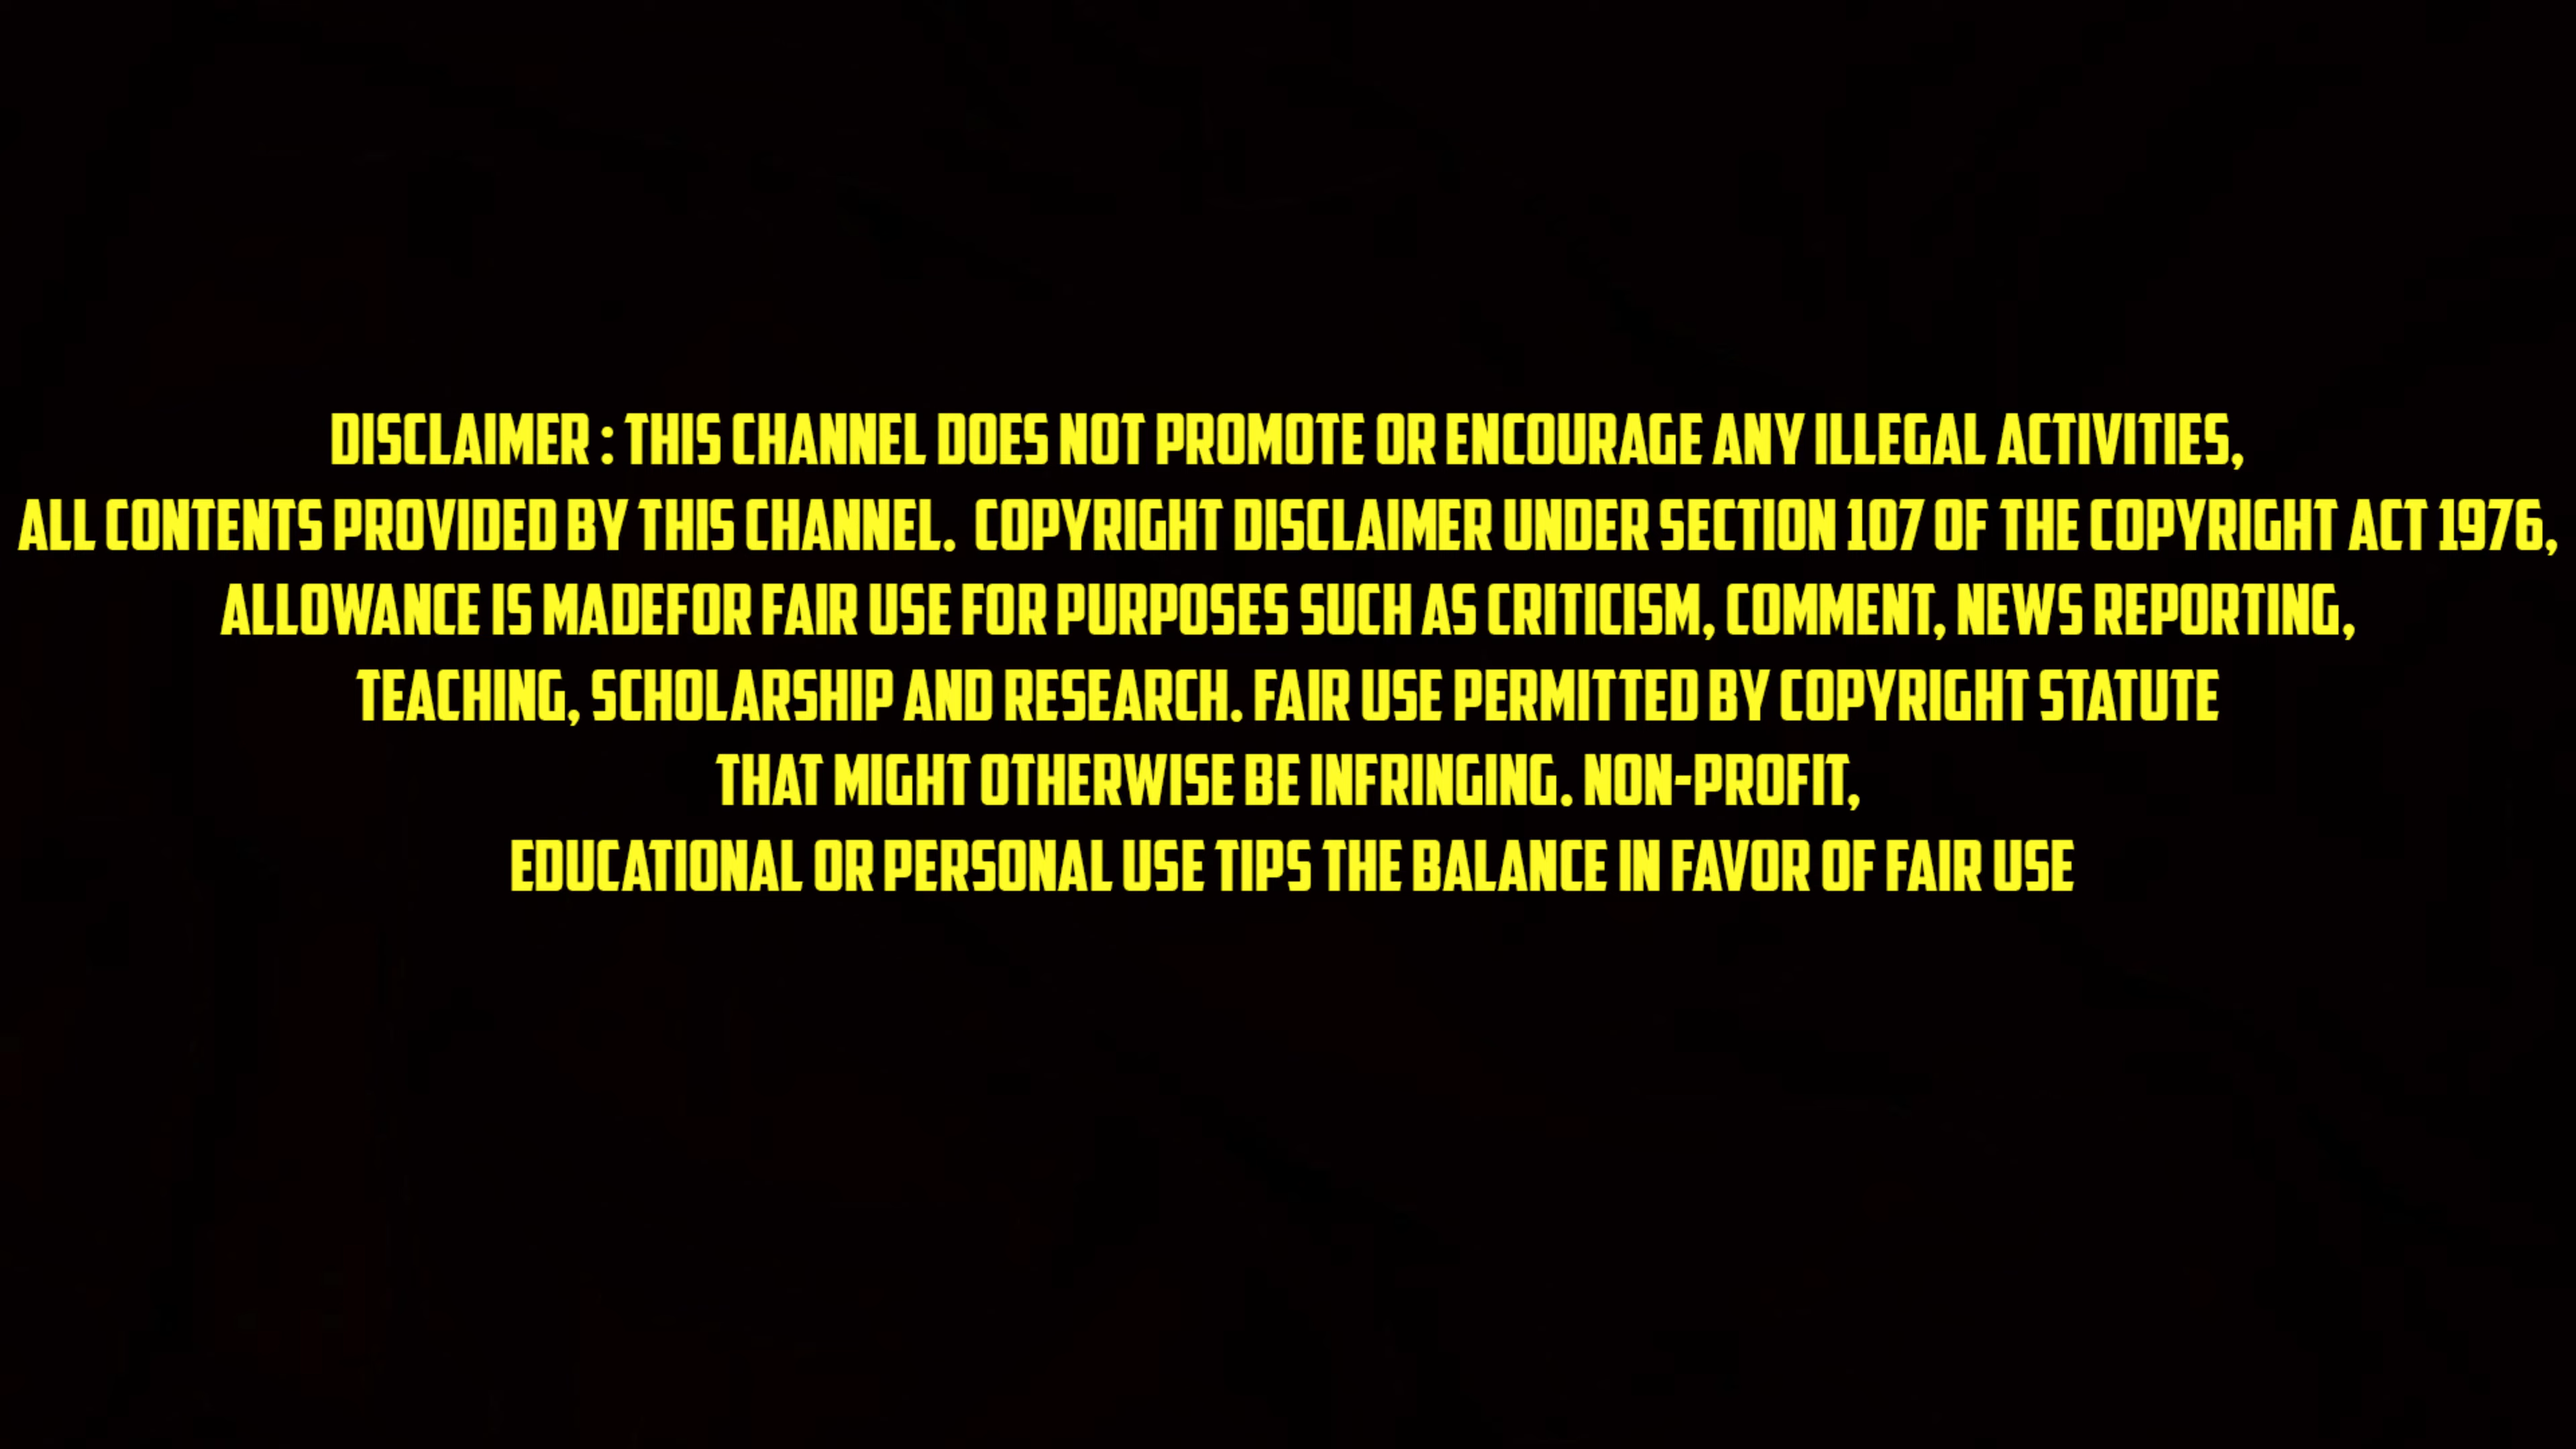 DISCLAIMER : THIS CHANNEL DOES NOT PROMOTE OR ENCOURAGE ANY ILLEGAL ACTIVITIES,
ALL CONTENTS PROVIDED BY THIS CHANNEL. COPYRIGHT DISCLAIMER UNDER SECTION 107 OF THE COPYRIGHT ACT 1976,
ALLOWANCE IS MADEFOR FAIR USE FOR PURPOSES SUCH AS CRITICISM, COMMENT, NEWS REPORTING,
TEACHING, SCHOLARSHIP AND RESEARCH. FAIR USE PERMITTED BY COPYRIGHT STATUTE
THAT MIGHT OTHERWISE BE INFRINGING. NON-PROFIT,
EDUCATIONAL OR PERSONAL USE TIPS THE BALANCE IN FAVOR OF FAIR USE